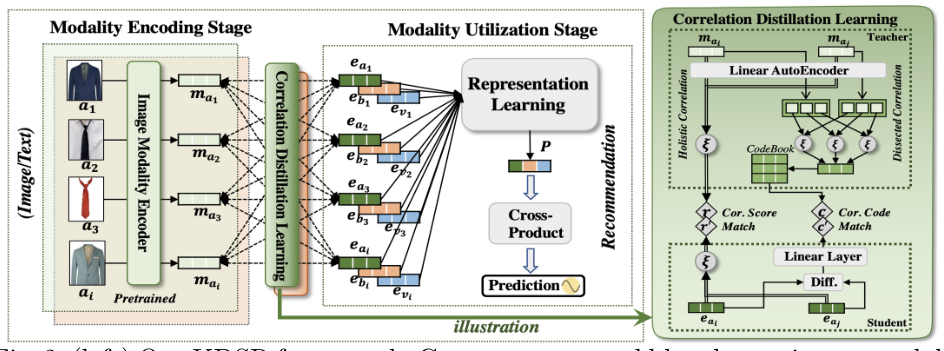 Modality Encoding Stage
Modality Utilization Stage
Correlation Distillation Learning
(Image/Text)
a1
a2
a3
ai
Image Modality Encoder
Pretrained
ma1
ma2
ma3
mai
Correlation Distillation Learning
ea1
eb1
ev1
ea2
eb2
ev2
ea3
eb3
ev3
eai
ebi
evi
Representation
Learning
P
Cross-
Product
Prediction
Recommendation
illustration
mai
maj
Teacher
Linear AutoEncoder
Holistic Correlation
Dissected Correlation
ξ
ξ ξ ξ
CodeBook
r
r'
Cor. Score
Match
c
c'
Cor. Code
Match
ξ
Linear Layer
Diff.
eai
eaj
Student